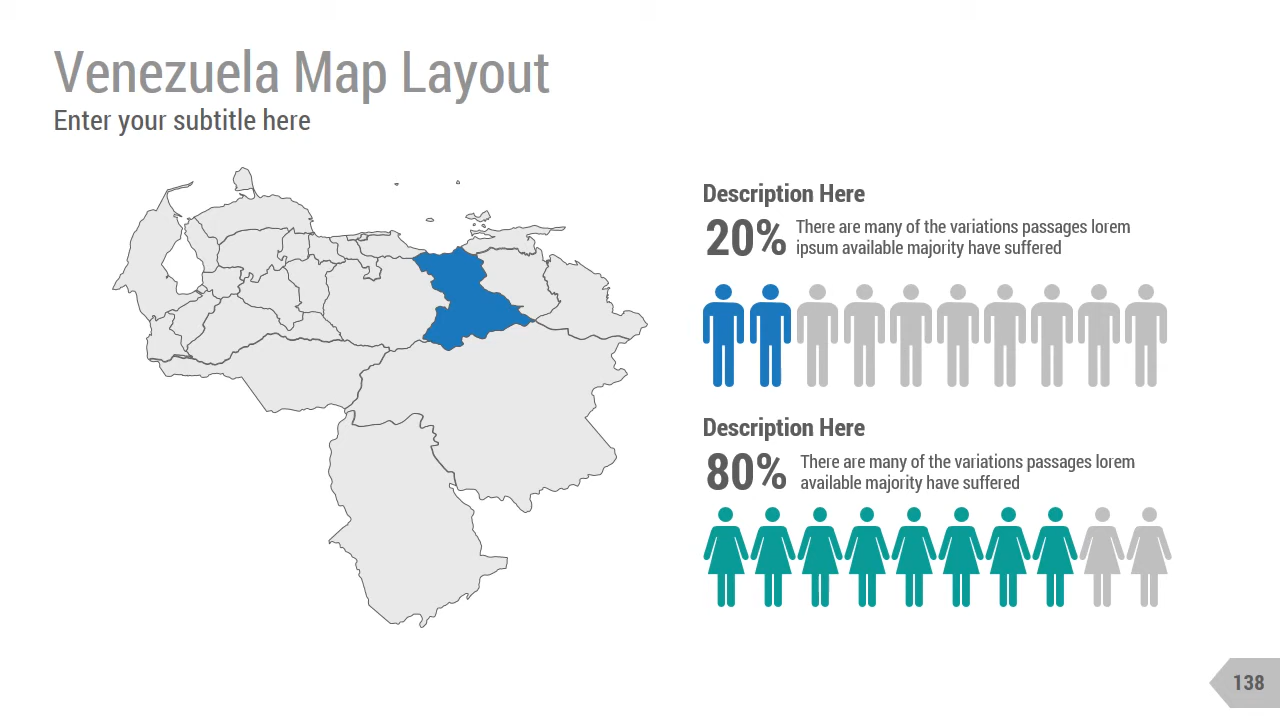 Venezuela Map Layout
Enter your subtitle here
Description Here
20%
There are many of the variations passages lorem
ipsum available majority have suffered
Description Here
80%
There are many of the variations passages lorem
available majority have suffered
138